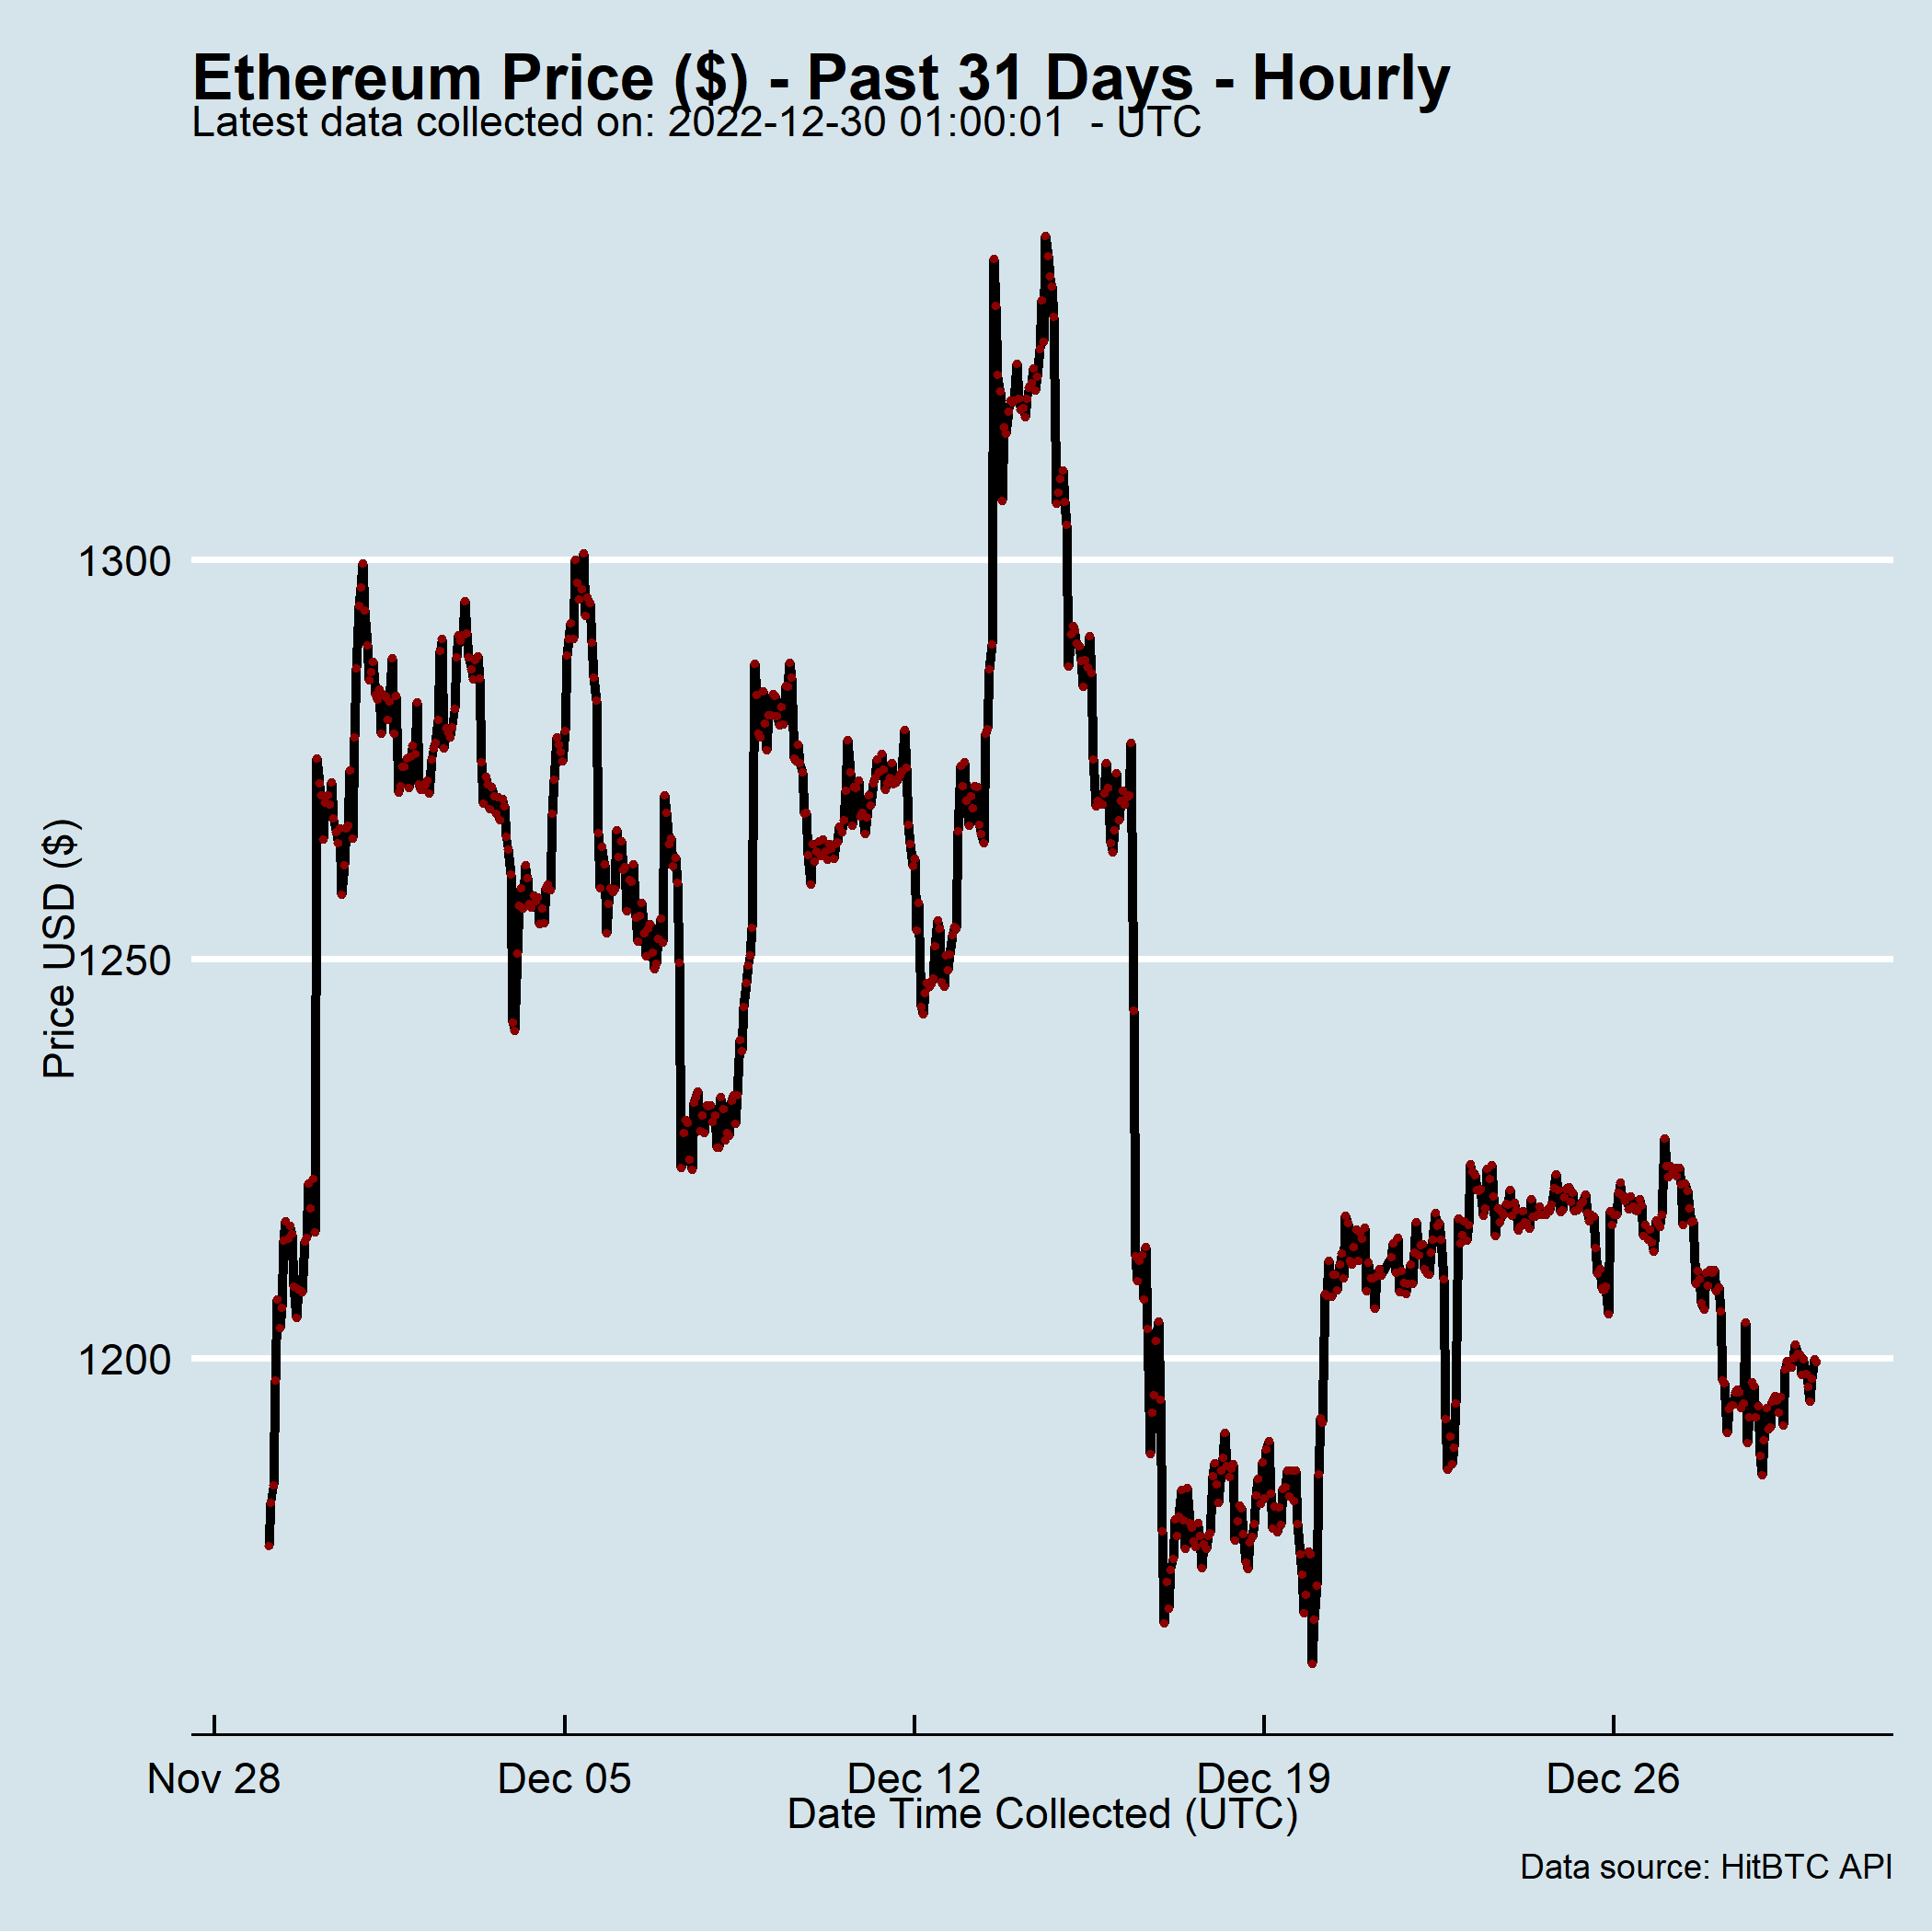 Ethereum Price ($) - Past 31 Days - Hourly
Latest data collected on: 2022-12-30 01:00:01  - UTC
Price USD ($)
1300
1250
1200
Nov 28 Dec 05 Dec 12 Dec 19 Dec 26
Date Time Collected (UTC)
Data source: HitBTC API